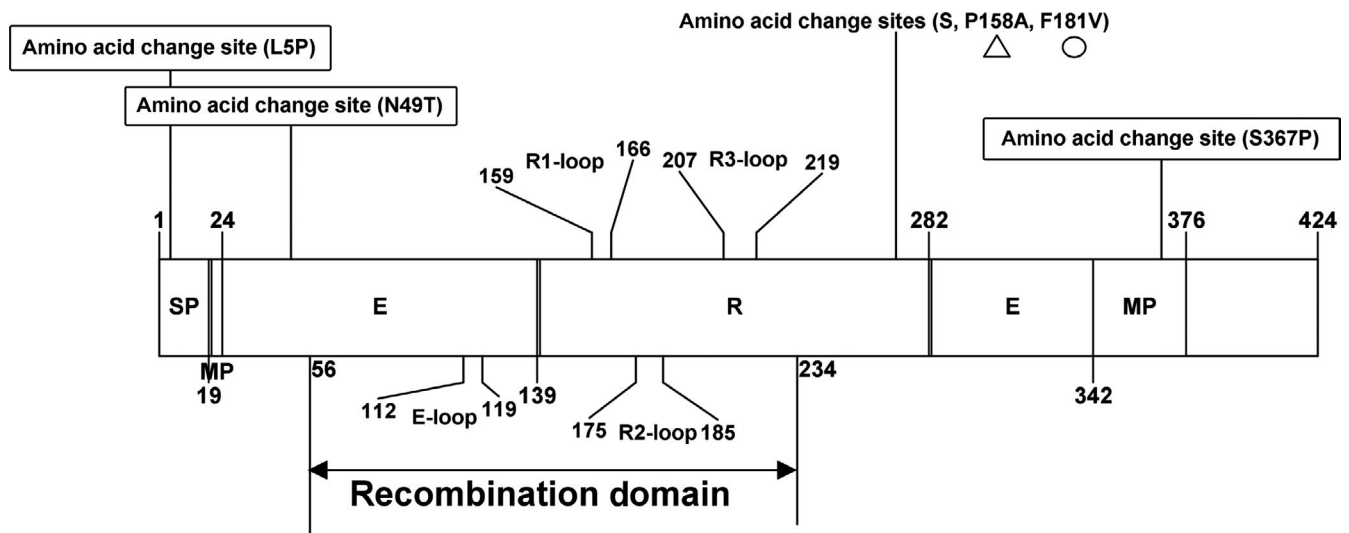 Amino acid change sites (S, P158A, F181V)
Amino acid change site (L5P)
Amino acid change site (N49T)
Amino acid change site (S367P)
159 R1-loop 166 207 R3-loop 219
1 24 282 376 424
SP E R E MP
MP 56 234
19 112 E-loop 119 139 175 R2-loop 185 342
Recombination domain